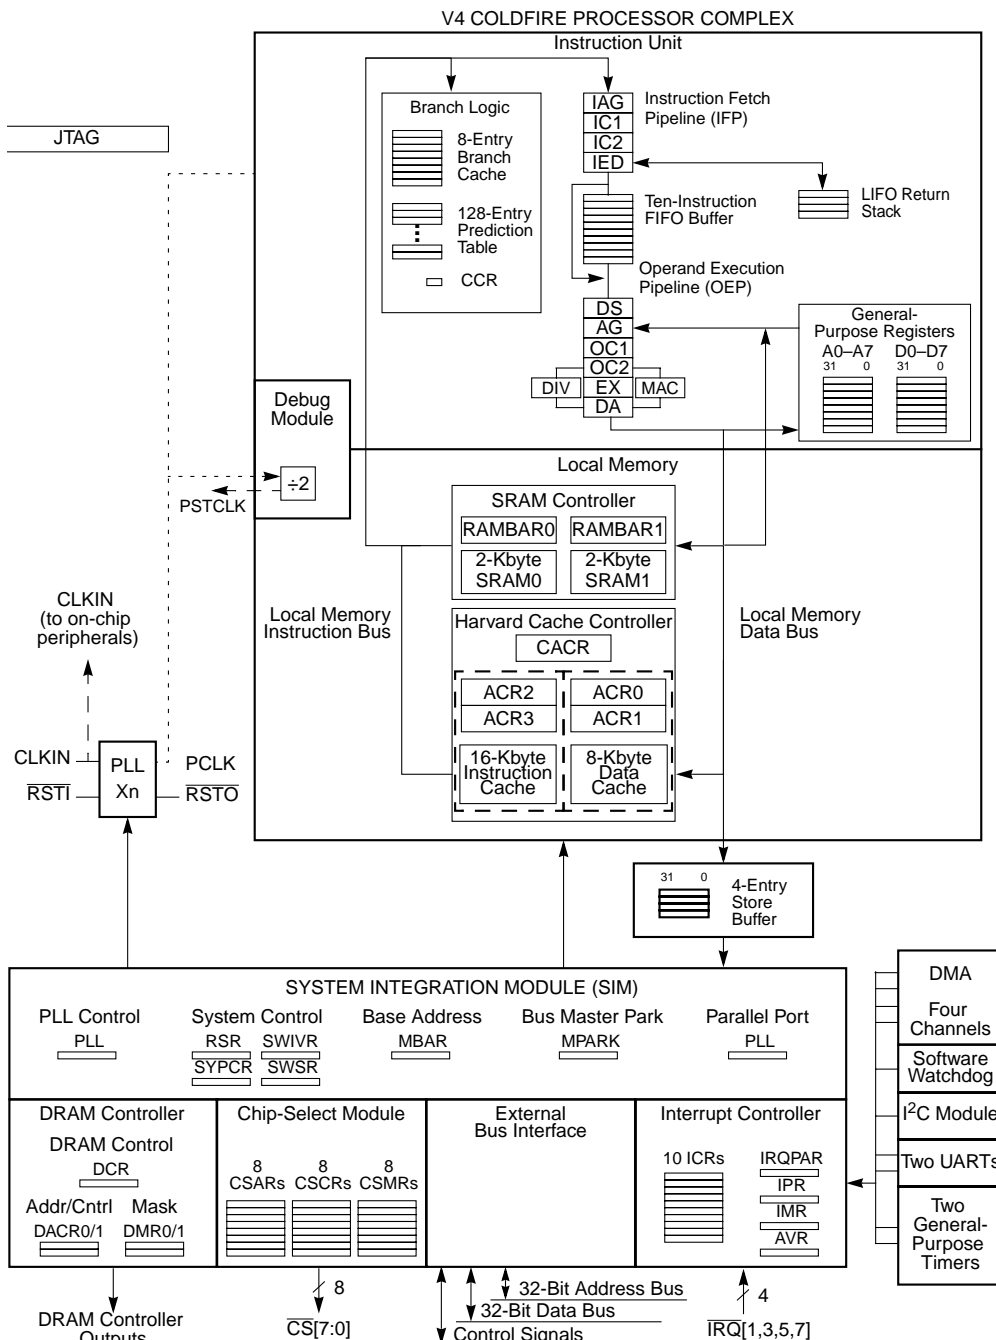 V4 COLDFIRE PROCESSOR COMPLEX
Instruction Unit
Branch Logic
8-Entry
Branch
Cache
128-Entry
Prediction
Table
CCR
IAG
IC1
IC2
IED
Instruction Fetch
Pipeline (IFP)
Ten-Instruction
FIFO Buffer
LIFO Return
Stack
Operand Execution
Pipeline (OEP)
DS
AG
OC1
OC2
DIV
EX
MAC
DA
General-
Purpose Registers
A0–A7 D0–D7
31 0 31 0
JTAG
Debug
Module
÷2
PSTCLK
Local Memory
SRAM Controller
RAMBAR0 RAMBAR1
2-Kbyte
SRAM0
2-Kbyte
SRAM1
Local Memory
Instruction Bus
Local Memory
Data Bus
Harvard Cache Controller
CACR
ACR2
ACR3
ACR0
ACR1
16-Kbyte
Instruction
Cache
8-Kbyte
Data
Cache
CLKIN
(to on-chip
peripherals)
CLKIN
RSTI
PLL
Xn
PCLK
RSTO
31 0
4-Entry
Store
Buffer
SYSTEM INTEGRATION MODULE (SIM)
PLL Control
PLL
System Control
RSR SWIVR
SYPCR SWSR
Base Address
MBAR
Bus Master Park
MPARK
Parallel Port
PLL
DRAM Controller
DRAM Control
DCR
Addr/Cntrl Mask
DACR0/1 DMR0/1
Chip-Select Module
8 8 8
CSARs CSCRs CSMRs
External
Bus Interface
Interrupt Controller
10 ICRs
IRQPAR
IPR
IMR
AVR
DMA
Four
Channels
Software
Watchdog
I2C Module
Two UARTs
Two
General-
Purpose
Timers
DRAM Controller
Outputs
8
CS[7:0]
32-Bit Address Bus
32-Bit Data Bus
Control Signals
4
IRQ[1,3,5,7]